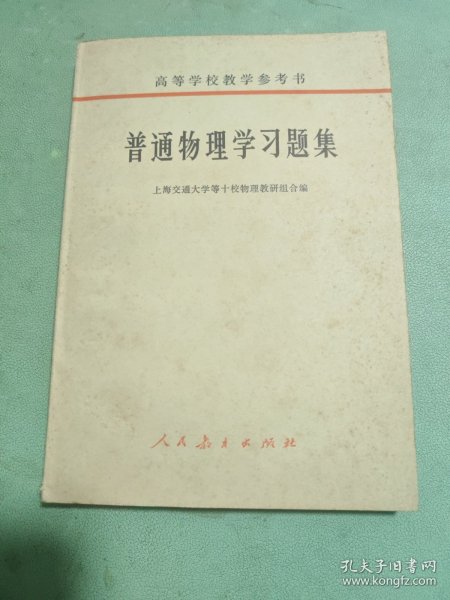 高等学校教学参考书
普通物理学习题集
上海交通大学等十校物理教研组合编
人民教育出版社
孔夫子旧书网
www.kongfz.com